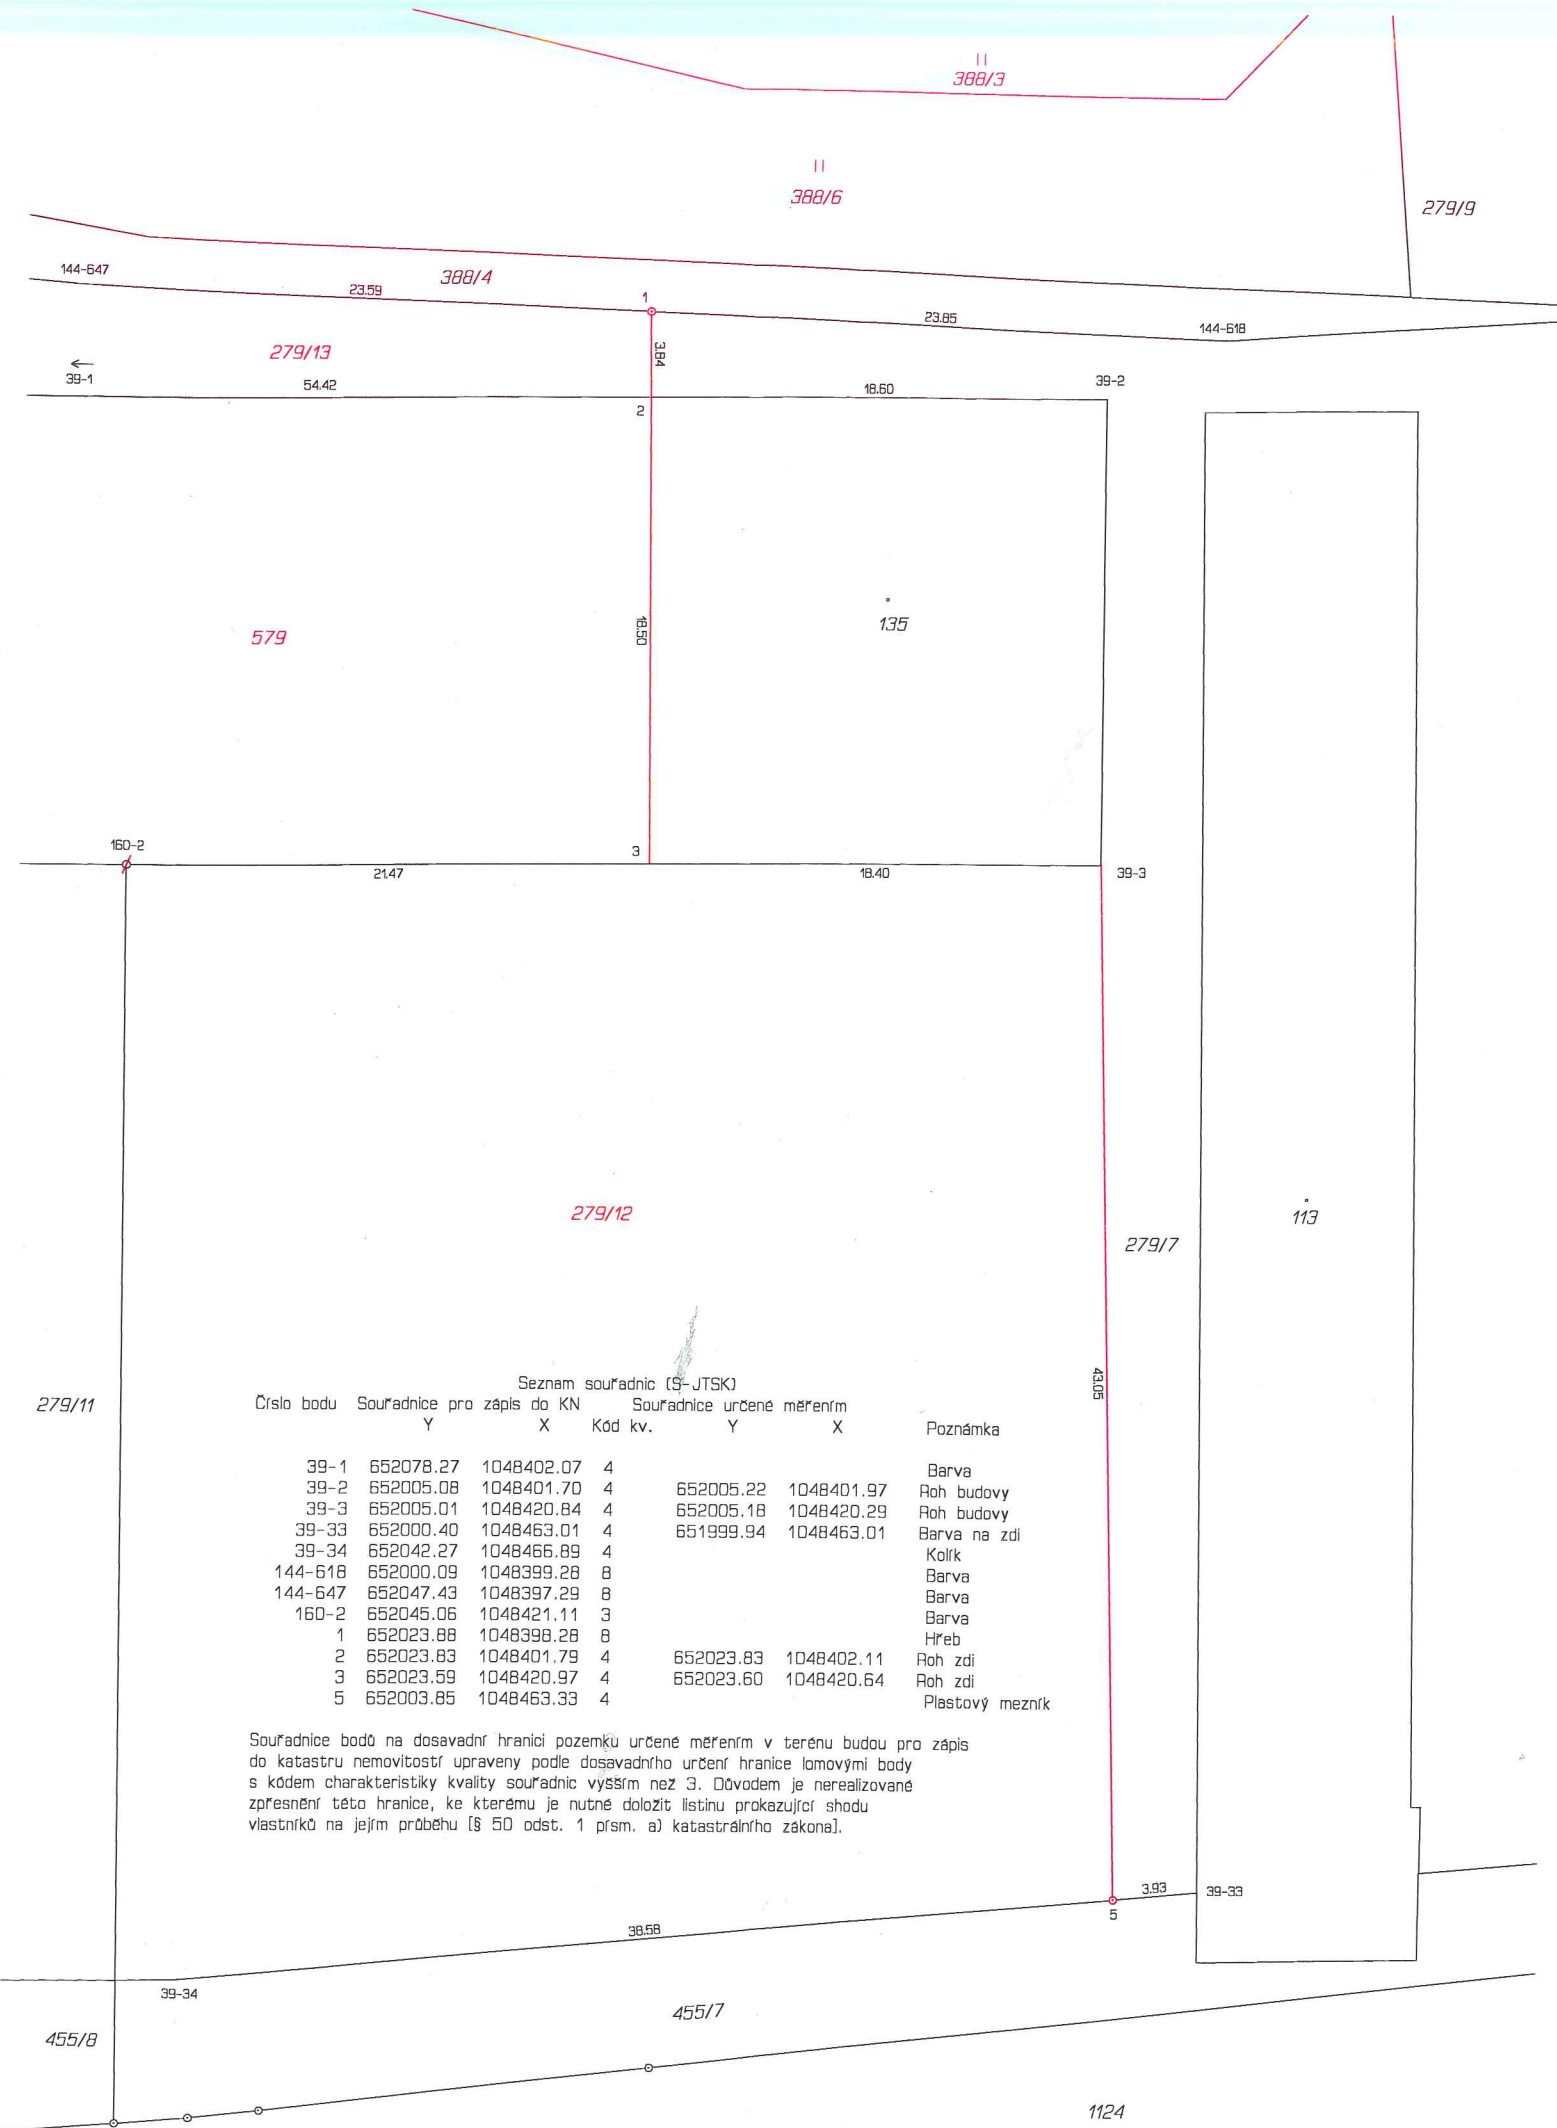 388/3
388/6
279/9
144-647
388/4
23.59
1
23.85
144-618
279/13
3.84
39-1
54.42
18.60
39-2
2
579
18.50
135
160-2
3
21.47
18.40
39-3
279/12
113
279/7
43.05
279/11
Seznam souřadnic (S-JTSK)
Číslo bodu Souřadnice pro zápis do KN Souřadnice určené měřením
Y X Kód kv. Y X Poznámka
39-1 652078.27 1048402.07 4 Barva
39-2 652005.08 1048401.70 4 652005.22 1048401.97 Roh budovy
39-3 652005.01 1048420.84 4 652005.18 1048420.29 Roh budovy
39-33 652000.40 1048463.01 4 651999.94 1048463.01 Barva na zdi
39-34 652042.27 1048466.89 4 Kolík
144-618 652000.09 1048399.28 8 Barva
144-647 652047.43 1048397.29 8 Barva
160-2 652045.06 1048421.11 3 Barva
1 652023.88 1048398.28 8 Hřeb
2 652023.83 1048401.79 4 652023.83 1048402.11 Roh zdi
3 652023.59 1048420.97 4 652023.60 1048420.64 Roh zdi
5 652003.85 1048463.33 4 Plastový mezník
Souřadnice bodů na dosavadní hranici pozemků určené měřením v terénu budou pro zápis
do katastru nemovitostí upraveny podle dosavadního určení hranice lomovými body
s kódem charakteristiky kvality souřadnic vyšším než 3. Důvodem je nerealizované
zpřesnění této hranice, ke kterému je nutné doložit listinu prokazující shodu
vlastníků na jejím průběhu [§ 50 odst. 1 písm. a) katastrálního zákona].
3.93
39-33
5
38.58
39-34
455/7
455/8
1124